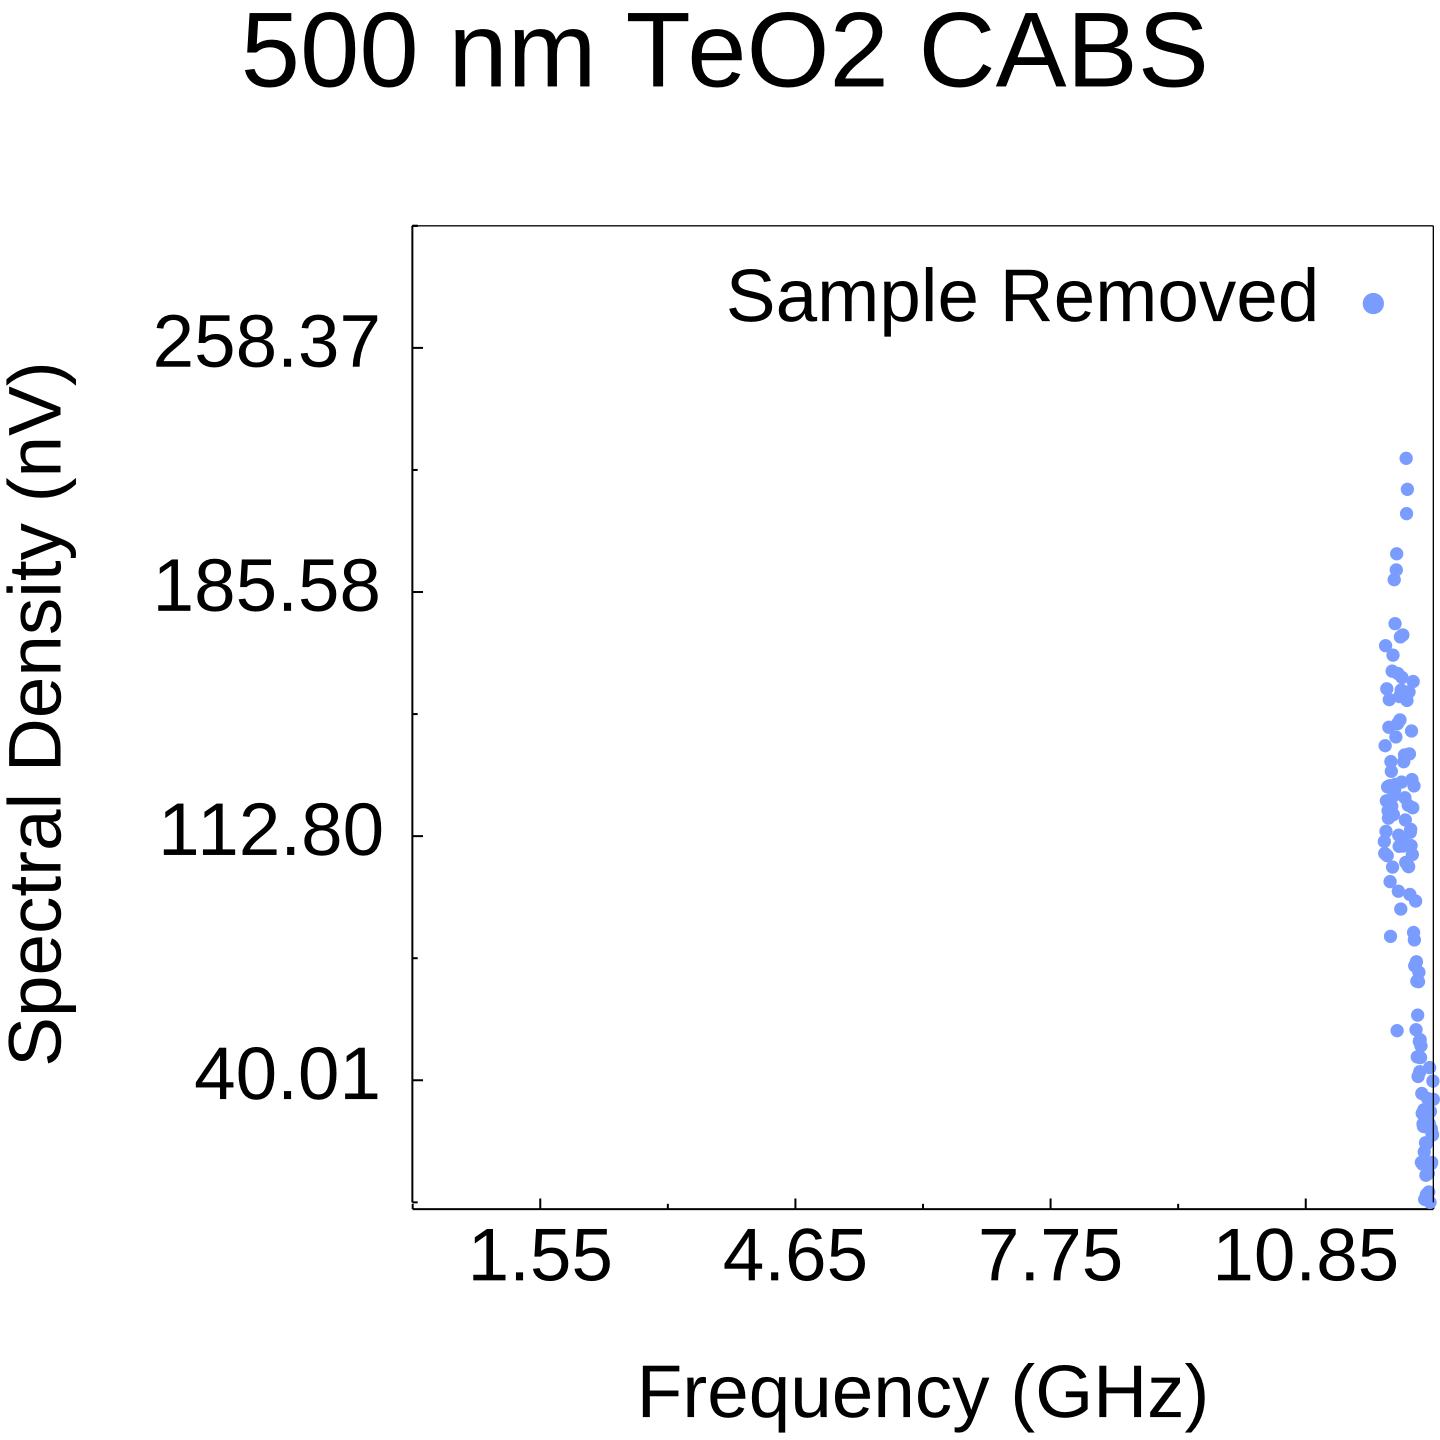 500 nm TeO2 CABS
Sample Removed
258.37
185.58
112.80
40.01
Spectral Density (nV)
1.55 4.65 7.75 10.85
Frequency (GHz)